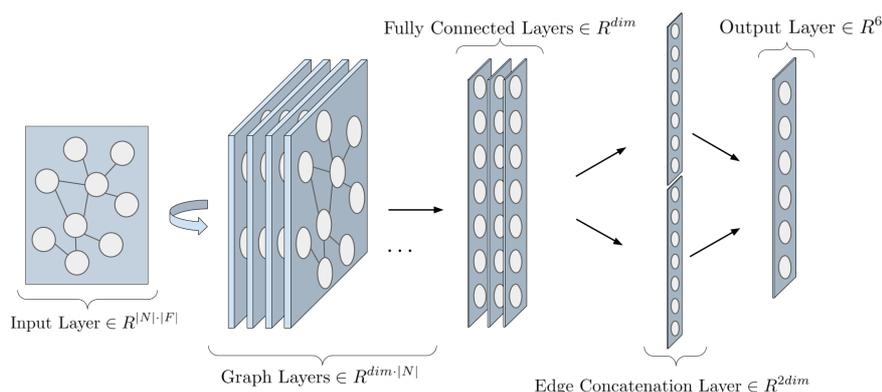 Fully Connected Layers ∈ R^{dim}
Output Layer ∈ R^6
. . .
Input Layer ∈ R^{|N|·|F|}
Graph Layers ∈ R^{dim·|N|}
Edge Concatenation Layer ∈ R^{2dim}